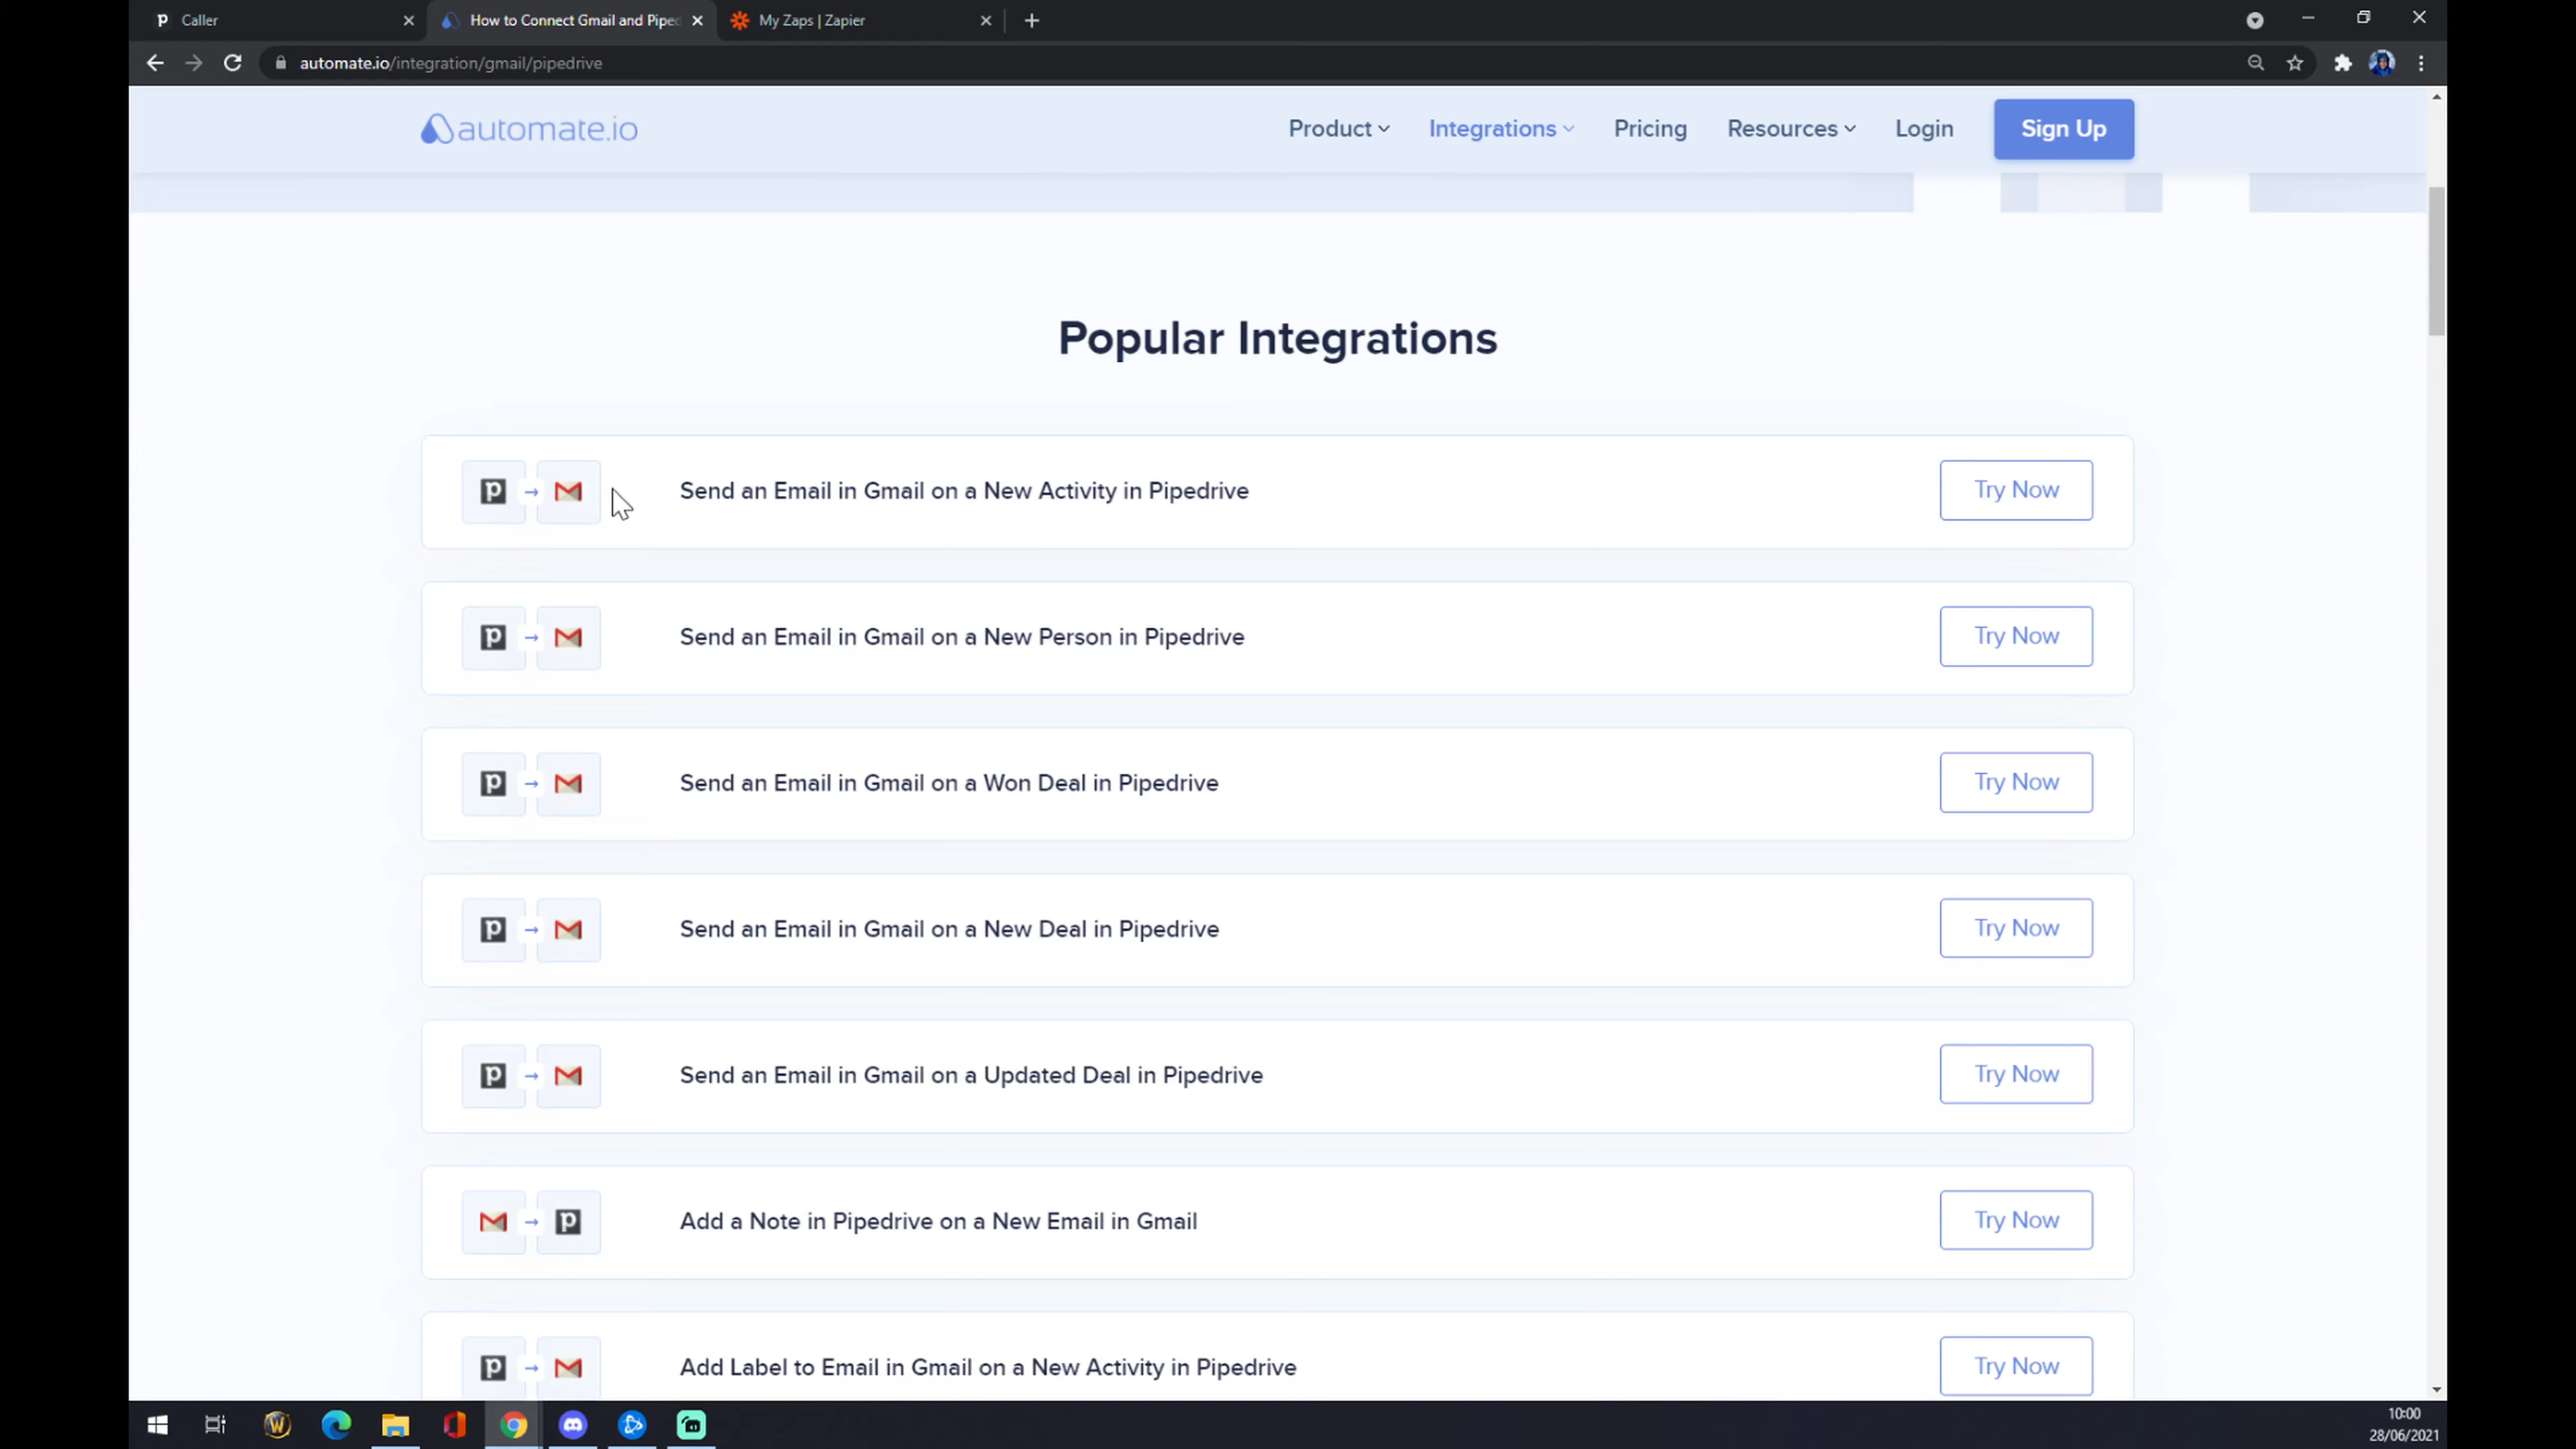 Caller
How to Connect Gmail and Piped
My Zaps | Zapier
automate.io/integration/gmail/pipedrive
automate.io
Product
Integrations
Pricing
Resources
Login
Sign Up
Popular Integrations
Send an Email in Gmail on a New Activity in Pipedrive
Try Now
Send an Email in Gmail on a New Person in Pipedrive
Try Now
Send an Email in Gmail on a Won Deal in Pipedrive
Try Now
Send an Email in Gmail on a New Deal in Pipedrive
Try Now
Send an Email in Gmail on a Updated Deal in Pipedrive
Try Now
Add a Note in Pipedrive on a New Email in Gmail
Try Now
Add Label to Email in Gmail on a New Activity in Pipedrive
Try Now
10:00
28/06/2021